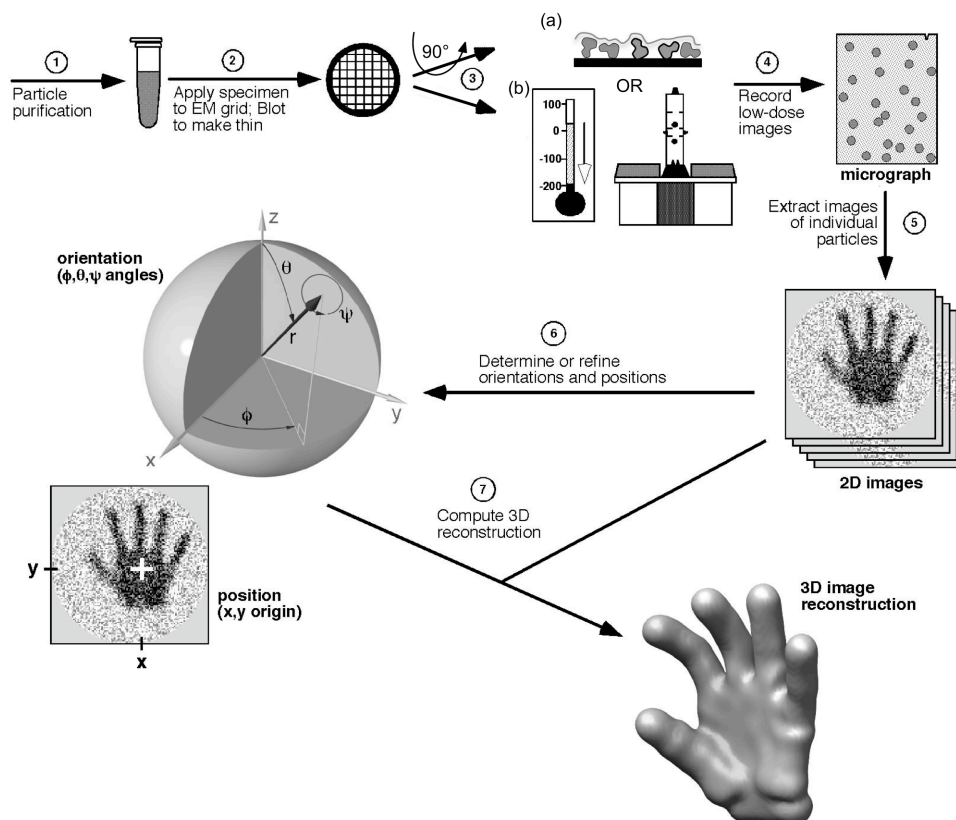 (a)
1
2
90°
3
4
Particle
purification
Apply specimen
to EM grid; Blot
to make thin
(b)
OR
100
0
-100
-200
Record
low-dose
images
micrograph
Extract images
of individual
particles
5
z
orientation
(ϕ,θ,ψ angles)
θ
ψ
r
y
ϕ
x
6
Determine or refine
orientations and positions
2D images
7
Compute 3D
reconstruction
y
position
(x,y origin)
x
3D image
reconstruction